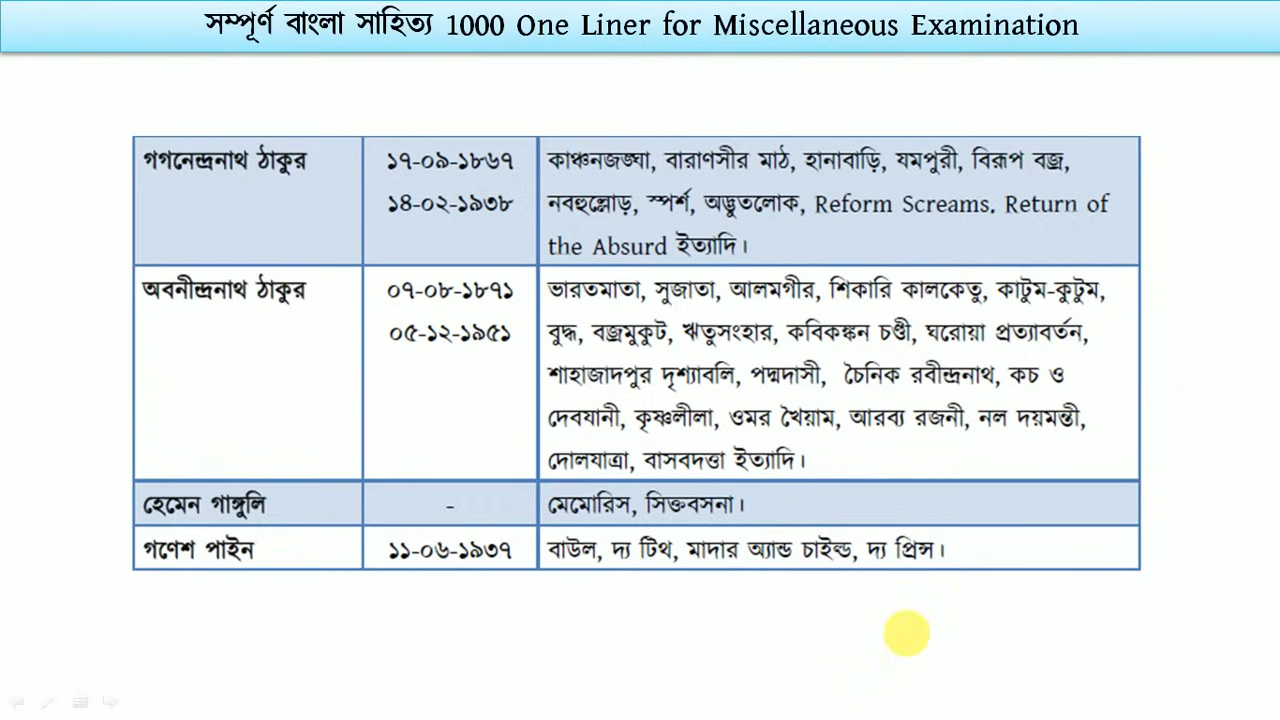 সম্পূর্ণ বাংলা সাহিত্য 1000 One Liner for Miscellaneous Examination
গগনেন্দ্রনাথ ঠাকুর
১৭-০৯-১৮৬৭
১৪-০২-১৯৩৮
কাঞ্চনজঙ্ঘা, বারাণসীর মাঠ, হানাবাড়ি, যমপুরী, বিরূপ বজ্র,
নবহুল্লোড়, স্পর্শ, অদ্ভুতলোক, Reform Screams. Return of
the Absurd ইত্যাদি।
অবনীন্দ্রনাথ ঠাকুর
০৭-০৮-১৮৭১
০৫-১২-১৯৫১
ভারতমাতা, সুজাতা, আলমগীর, শিকারি কালকেতু, কাটুম-কুটুম,
বুদ্ধ, বজ্রমুকুট, ঋতুসংহার, কবিকঙ্কন চণ্ডী, ঘরোয়া প্রত্যাবর্তন,
শাহাজাদপুর দৃশ্যাবলি, পদ্মদাসী, চৈনিক রবীন্দ্রনাথ, কচ ও
দেবযানী, কৃষ্ণলীলা, ওমর খৈয়াম, আরব্য রজনী, নল দয়মন্তী,
দোলযাত্রা, বাসবদত্তা ইত্যাদি।
হেমেন গাঙ্গুলি
-
মেমোরিস, সিক্তবসনা।
গণেশ পাইন
১১-০৬-১৯৩৭
বাউল, দ্য টিথ, মাদার অ্যান্ড চাইল্ড, দ্য প্রিন্স।